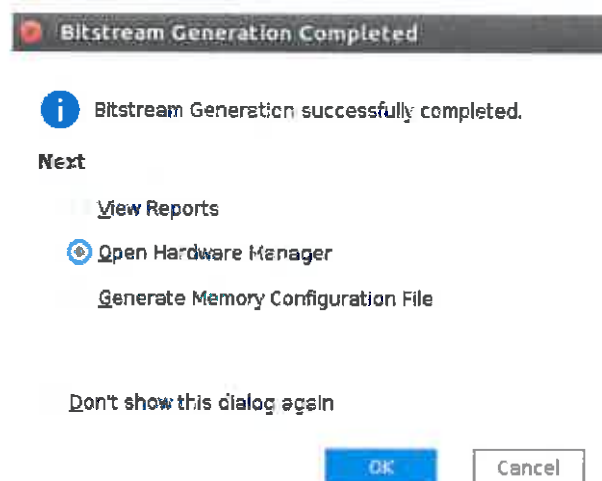 Bitstream Generation Completed
Bitstream Generation successfully completed.
Next
View Reports
Open Hardware Manager
Generate Memory Configuration File
Don't show this dialog again
OK
Cancel